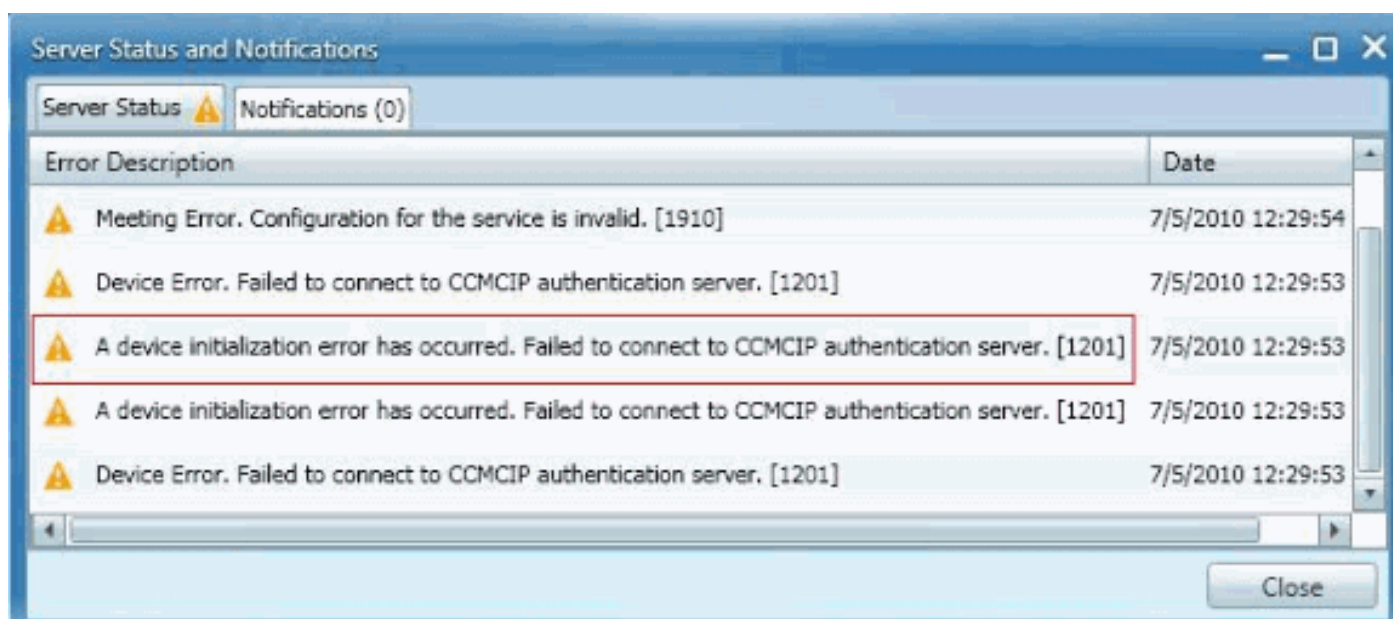 Server Status and Notifications
Server Status Notifications (0)
Error Description Date
Meeting Error. Configuration for the service is invalid. [1910] 7/5/2010 12:29:54
Device Error. Failed to connect to CCMCIP authentication server. [1201] 7/5/2010 12:29:53
A device initialization error has occurred. Failed to connect to CCMCIP authentication server. [1201] 7/5/2010 12:29:53
A device initialization error has occurred. Failed to connect to CCMCIP authentication server. [1201] 7/5/2010 12:29:53
Device Error. Failed to connect to CCMCIP authentication server. [1201] 7/5/2010 12:29:53
Close